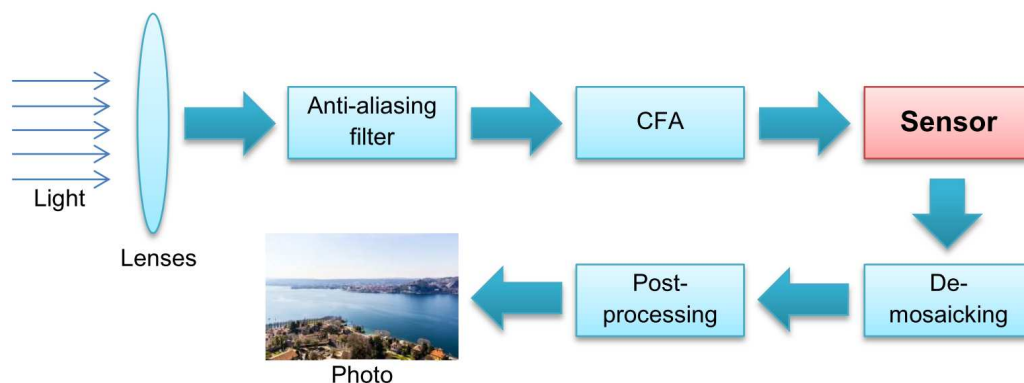 Light
Lenses
Anti-aliasing
filter
CFA
Sensor
De-
mosaicking
Post-
processing
Photo